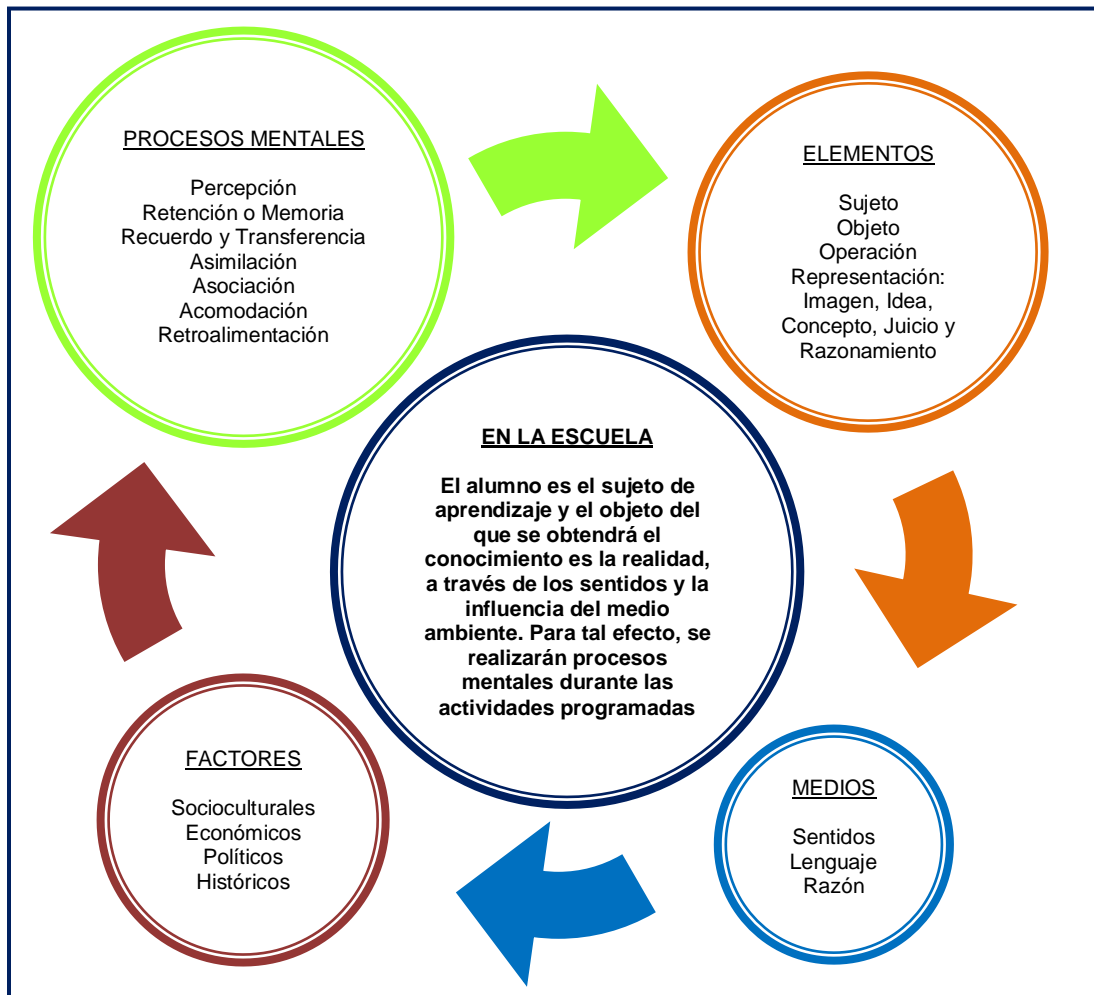 PROCESOS MENTALES
Percepción
Retención o Memoria
Recuerdo y Transferencia
Asimilación
Asociación
Acomodación
Retroalimentación
ELEMENTOS
Sujeto
Objeto
Operación
Representación:
Imagen, Idea,
Concepto, Juicio y
Razonamiento
EN LA ESCUELA
El alumno es el sujeto de
aprendizaje y el objeto del
que se obtendrá el
conocimiento es la realidad,
a través de los sentidos y la
influencia del medio
ambiente. Para tal efecto, se
realizarán procesos
mentales durante las
actividades programadas
FACTORES
Socioculturales
Económicos
Políticos
Históricos
MEDIOS
Sentidos
Lenguaje
Razón